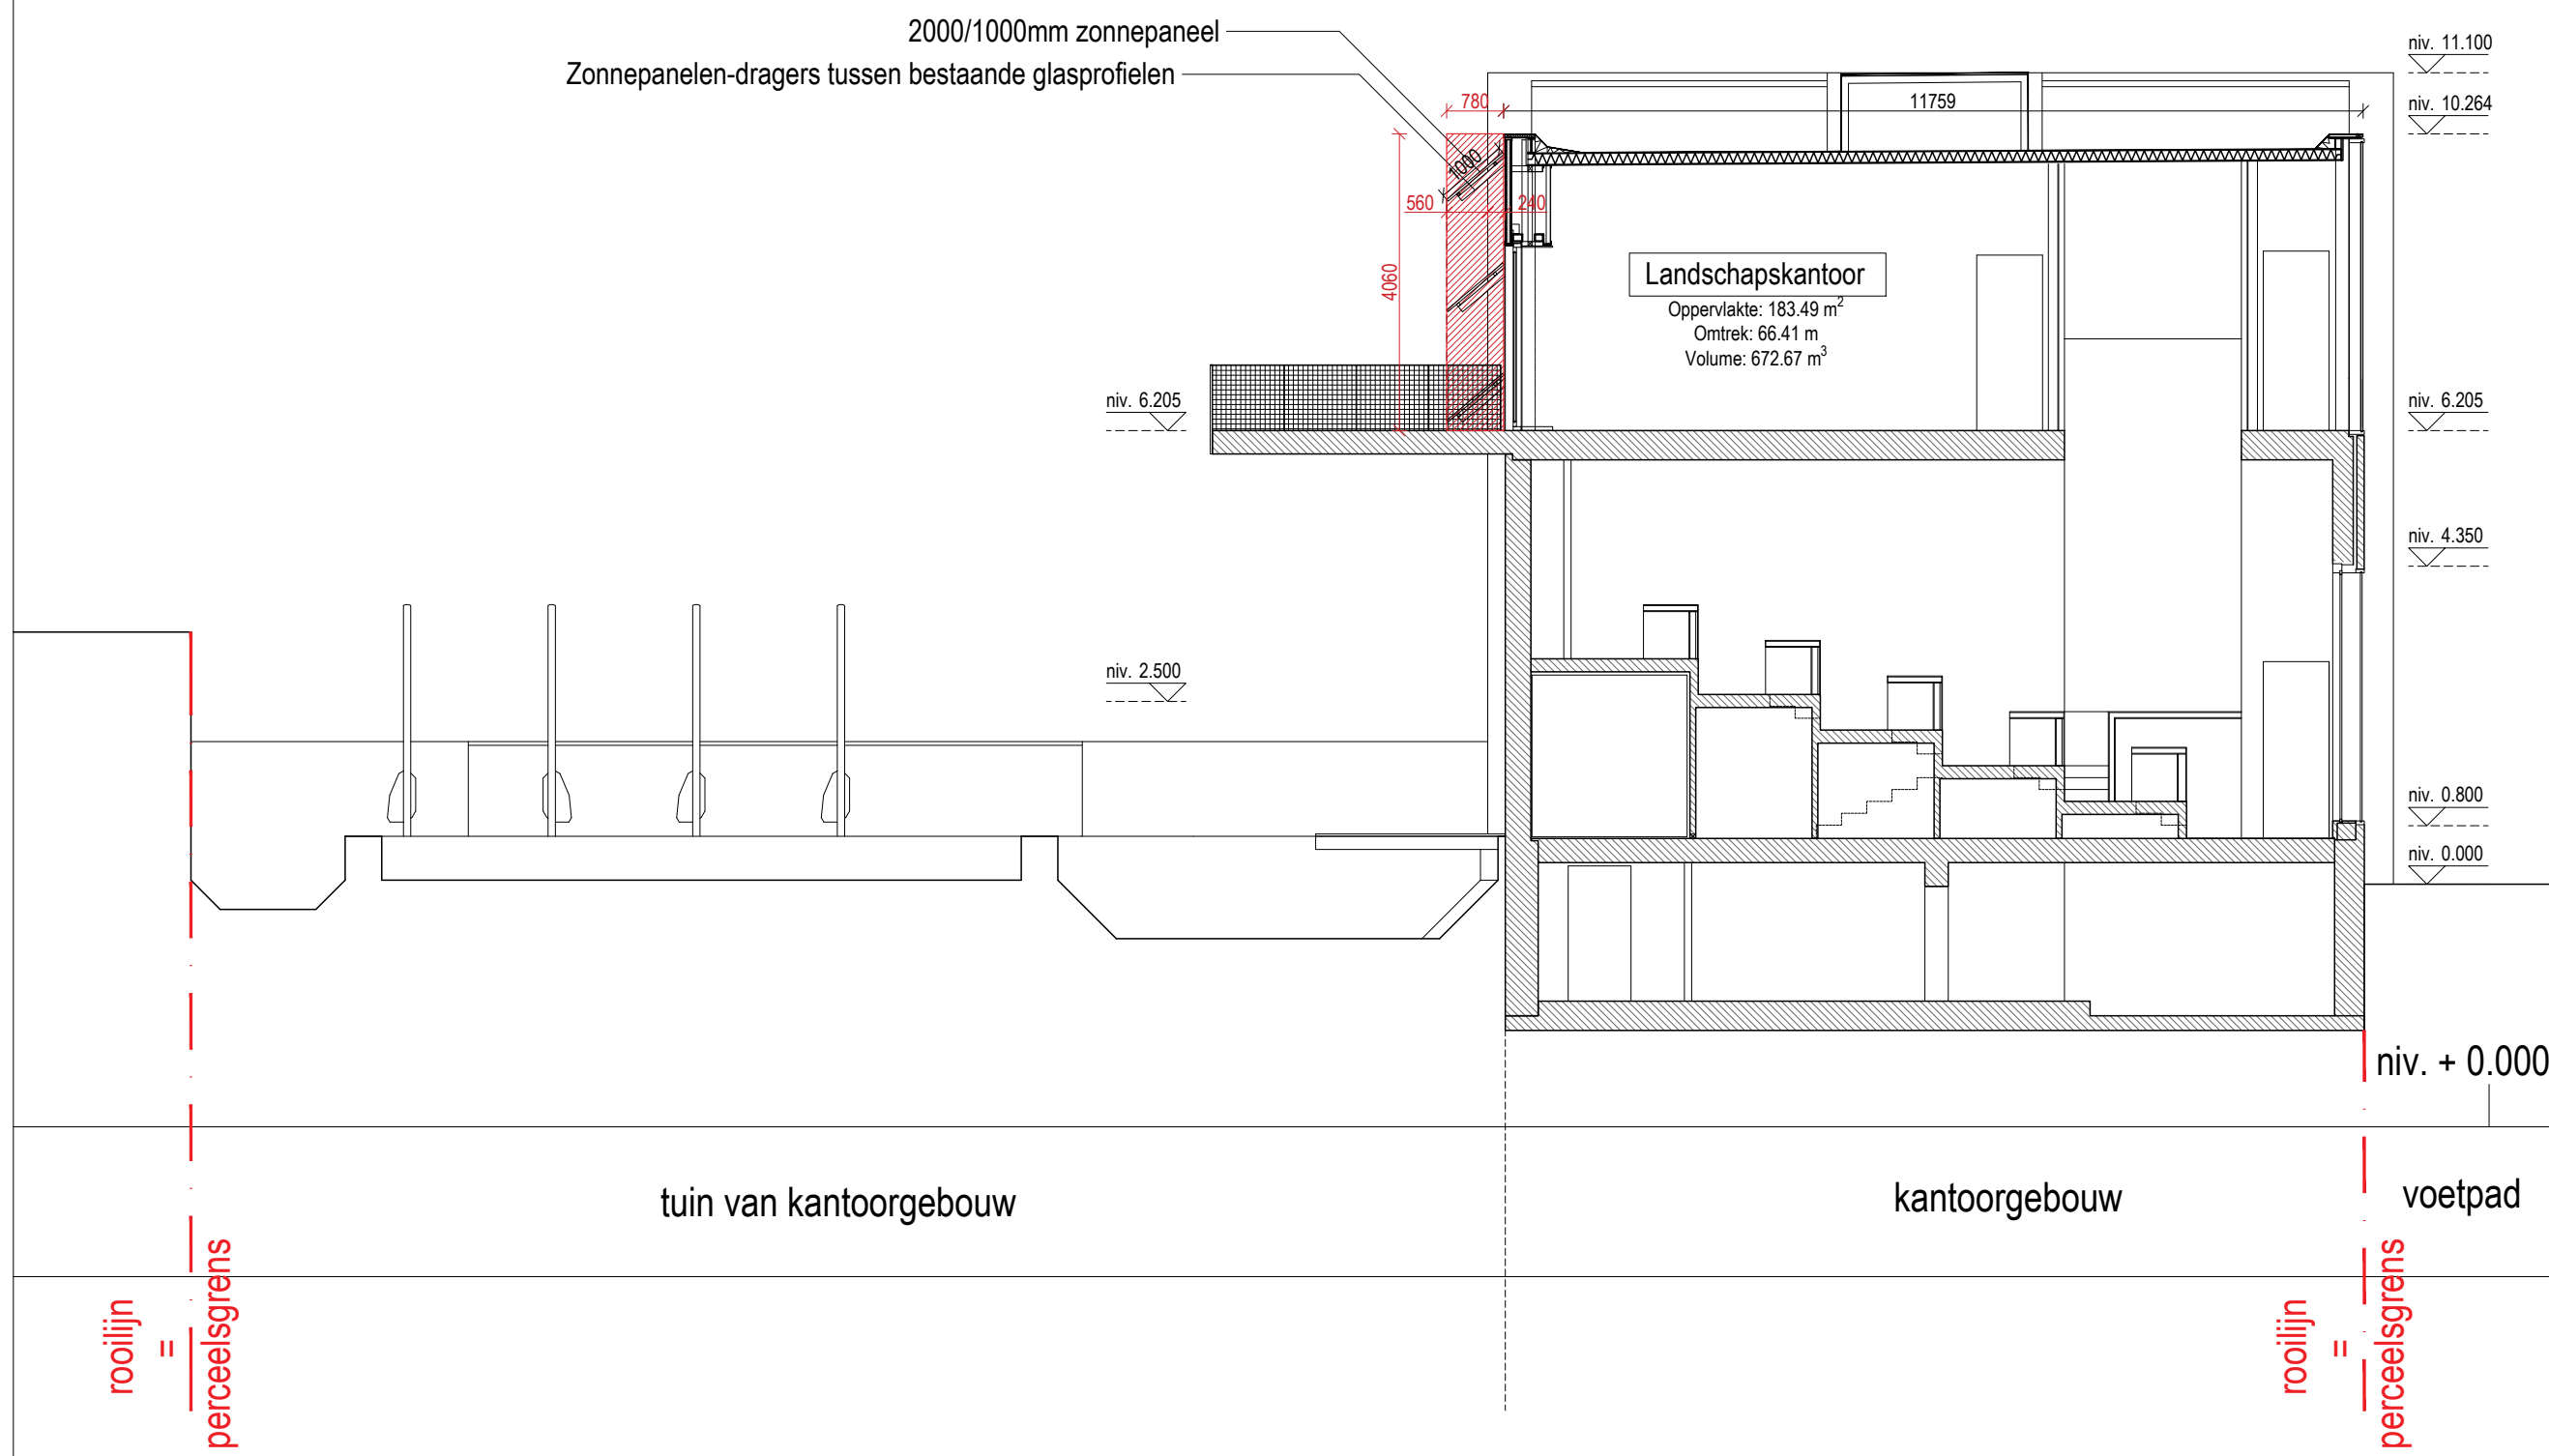 2000/1000mm zonnepaneel
Zonnepanelen-dragers tussen bestaande glasprofielen
niv. 11.100
niv. 10.264
780
11759
1000
560
240
4060
Landschapskantoor
Oppervlakte: 183.49 m²
Omtrek: 66.41 m
Volume: 672.67 m³
niv. 6.205
niv. 6.205
niv. 4.350
niv. 2.500
niv. 0.800
niv. 0.000
niv. + 0.000
tuin van kantoorgebouw
kantoorgebouw
voetpad
rooilijn
=
perceelsgrens
rooilijn
=
perceelsgrens